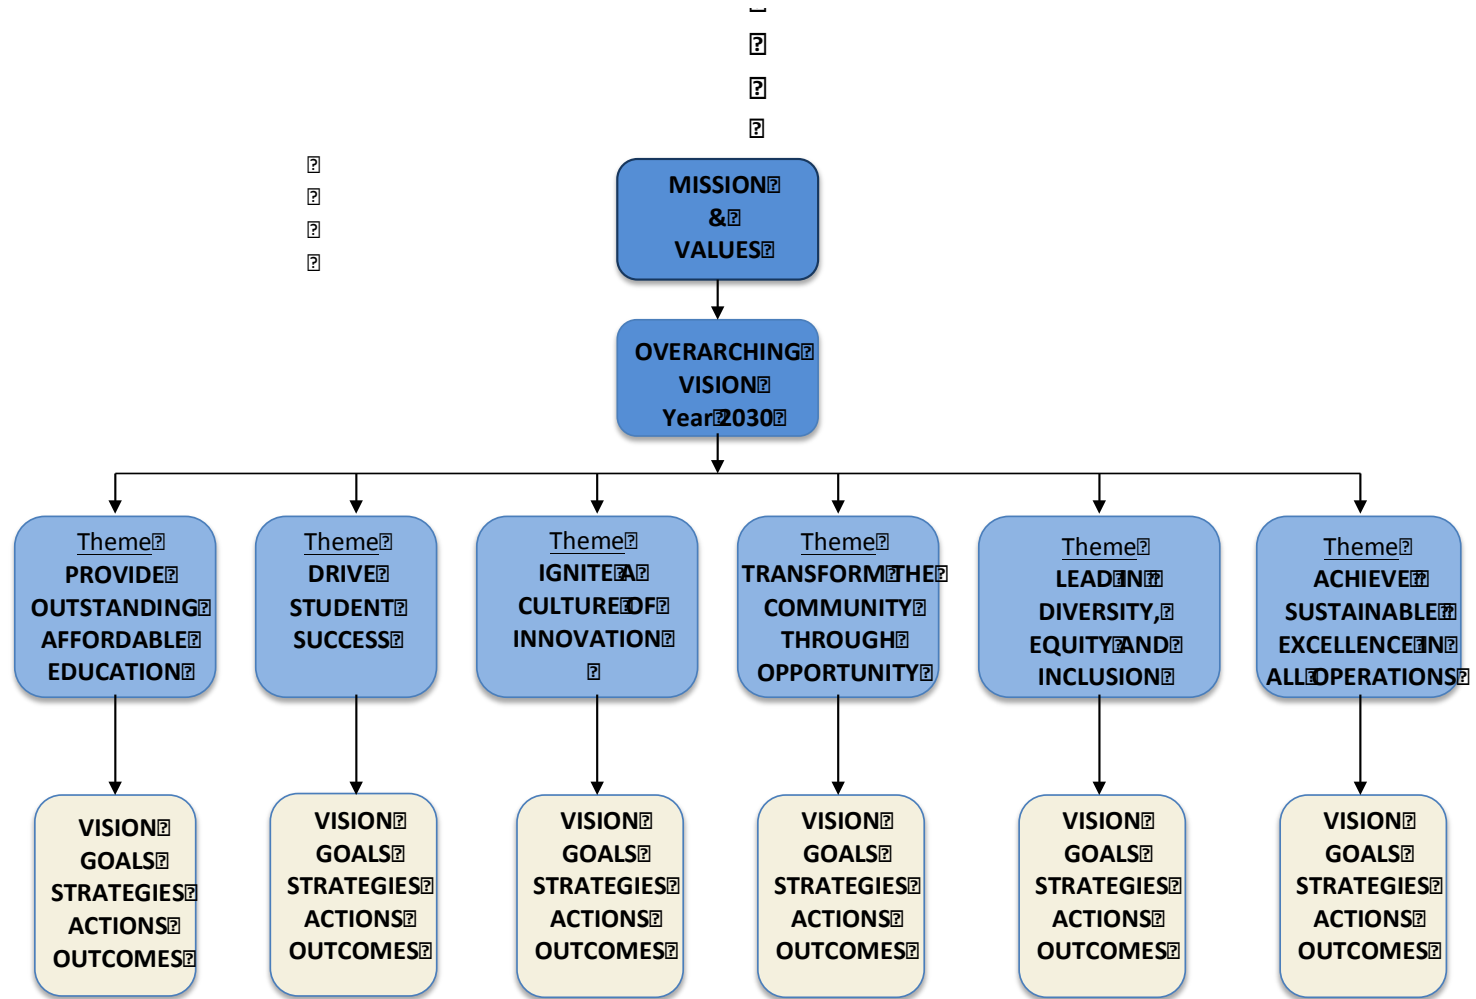 MISSION
&
VALUES
OVERARCHING
VISION
Year 2030
Theme
PROVIDE
OUTSTANDING
AFFORDABLE
EDUCATION
Theme
DRIVE
STUDENT
SUCCESS
Theme
IGNITE A
CULTURE OF
INNOVATION
Theme
TRANSFORM THE
COMMUNITY
THROUGH
OPPORTUNITY
Theme
LEAD IN
DIVERSITY,
EQUITY AND
INCLUSION
Theme
ACHIEVE
SUSTAINABLE
EXCELLENCE IN
ALL OPERATIONS
VISION
GOALS
STRATEGIES
ACTIONS
OUTCOMES
VISION
GOALS
STRATEGIES
ACTIONS
OUTCOMES
VISION
GOALS
STRATEGIES
ACTIONS
OUTCOMES
VISION
GOALS
STRATEGIES
ACTIONS
OUTCOMES
VISION
GOALS
STRATEGIES
ACTIONS
OUTCOMES
VISION
GOALS
STRATEGIES
ACTIONS
OUTCOMES